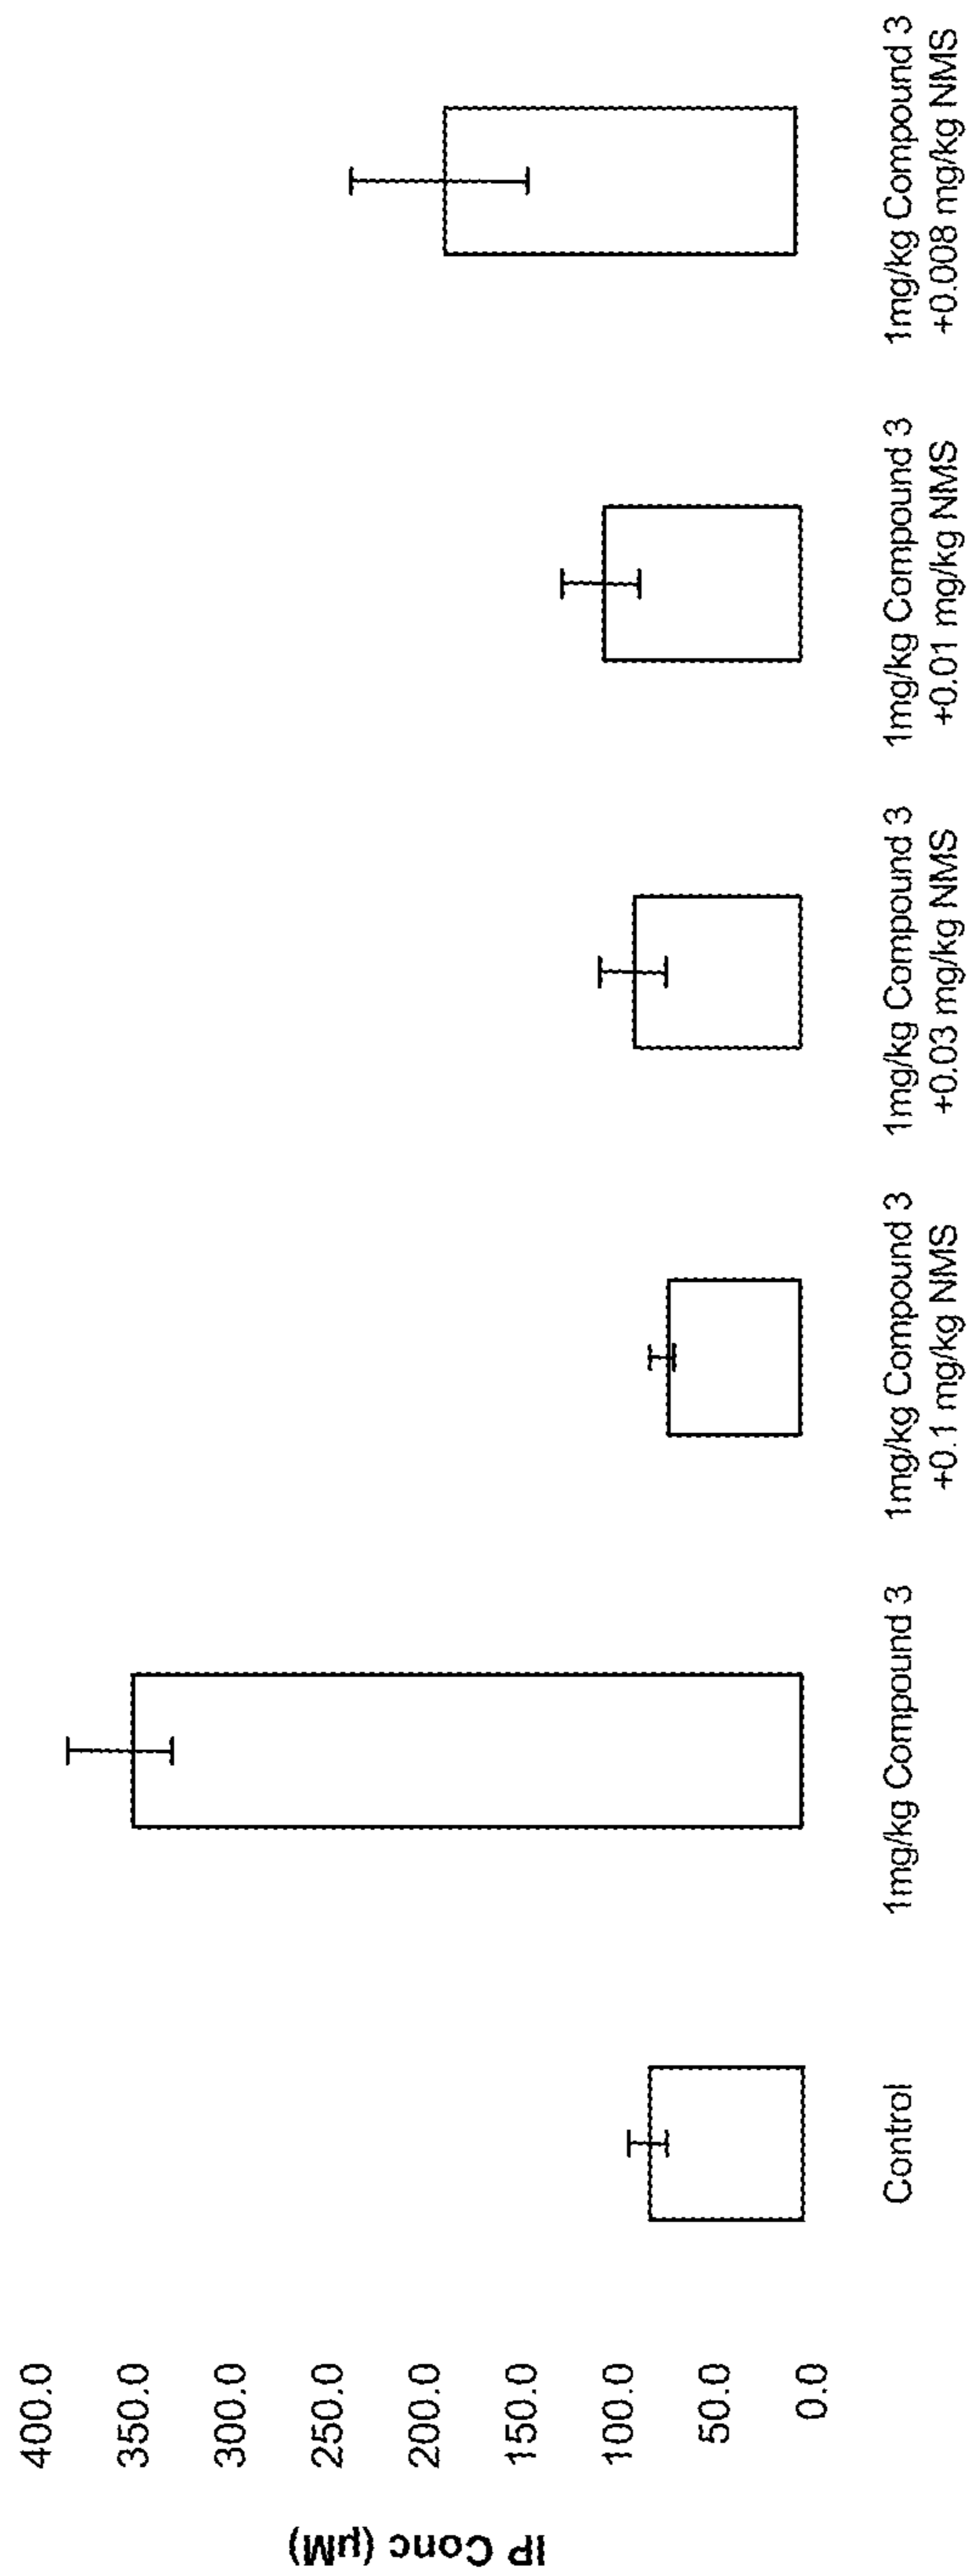 IP Conc (µM)
400.0
350.0
300.0
250.0
200.0
150.0
100.0
50.0
0.0
Control
1mg/kg Compound 3
1mg/kg Compound 3
+0.1 mg/kg NMS
1mg/kg Compound 3
+0.03 mg/kg NMS
1mg/kg Compound 3
+0.01 mg/kg NMS
1mg/kg Compound 3
+0.008 mg/kg NMS